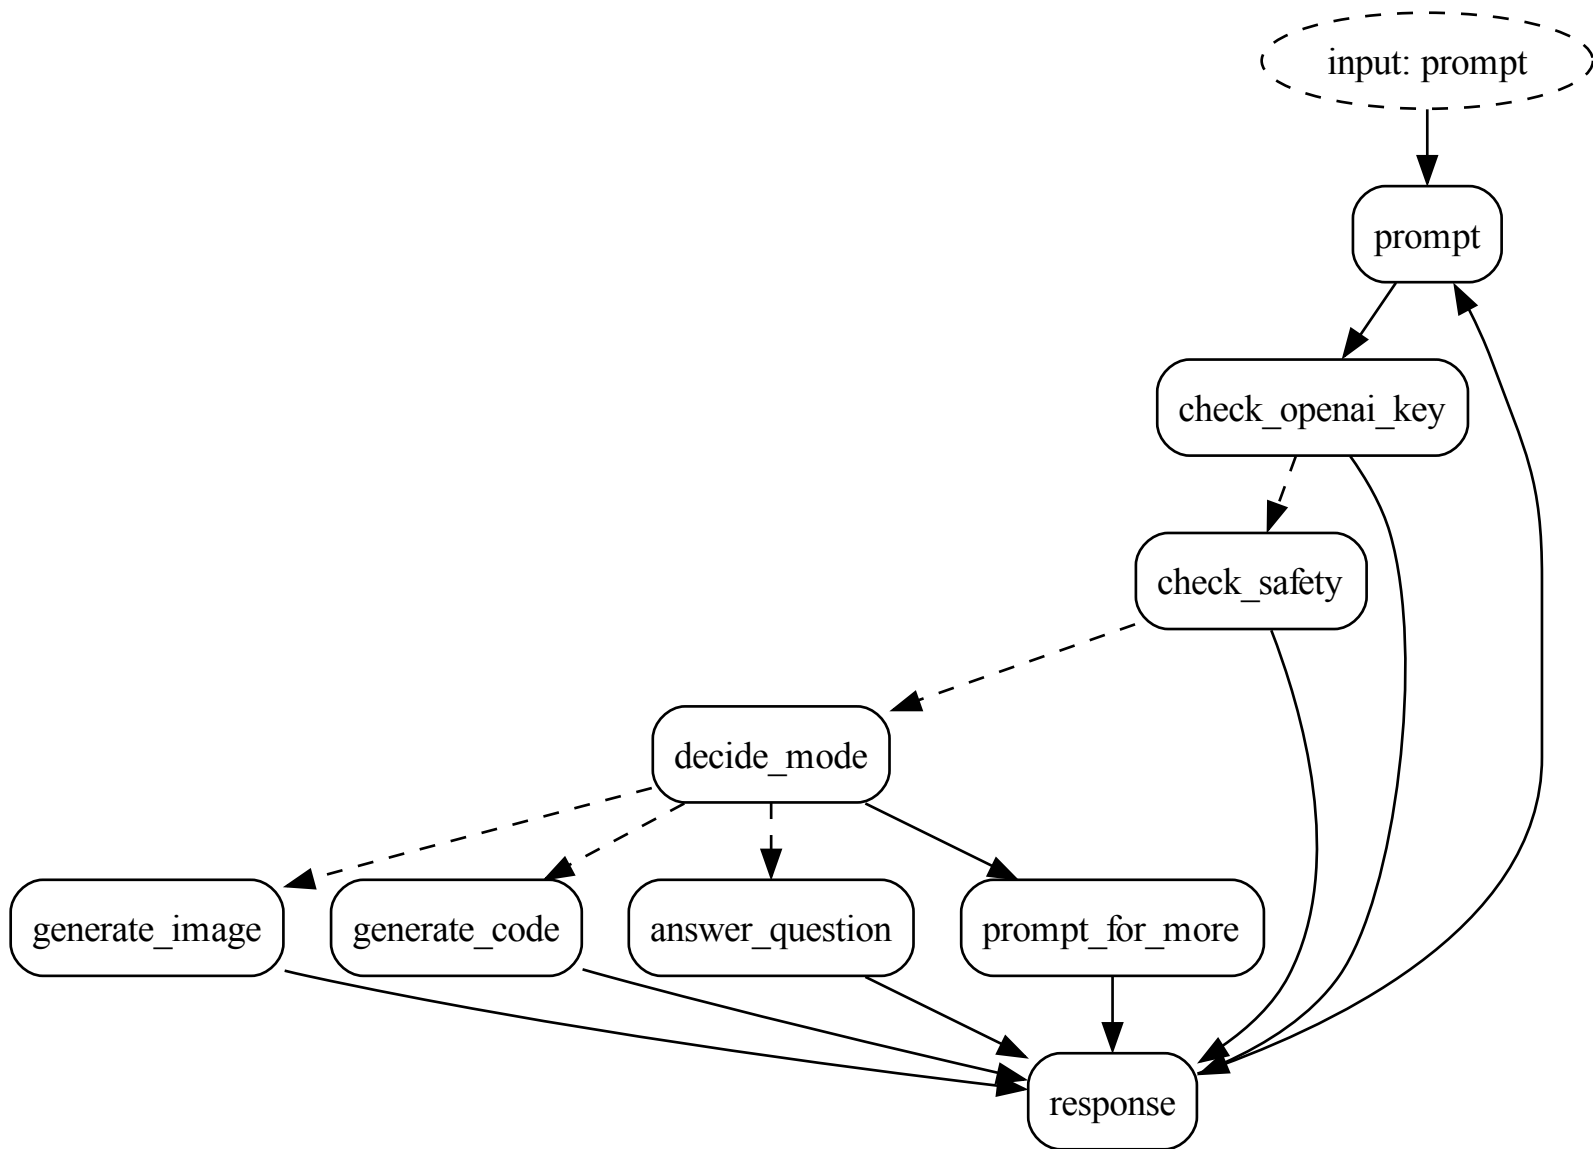 input: prompt
prompt
check_openai_key
check_safety
decide_mode
generate_image
generate_code
answer_question
prompt_for_more
response